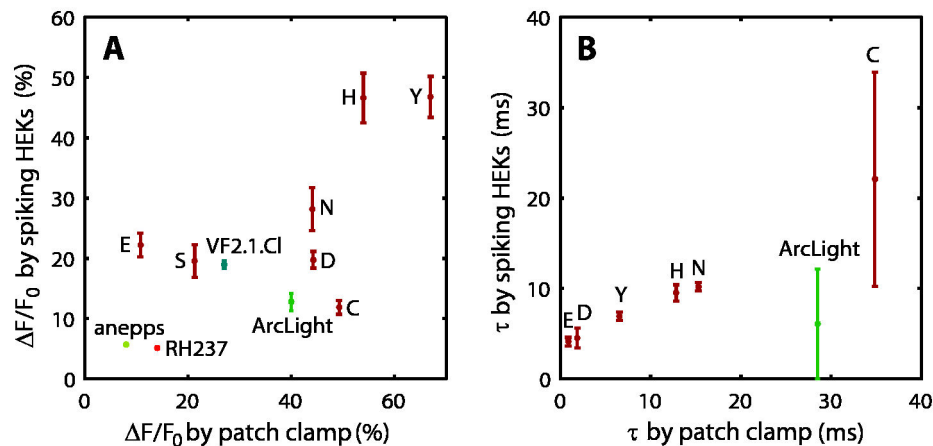 A
ΔF/F0 by spiking HEKs (%)
60
50
40
30
20
10
0
H
Y
N
E
S
VF2.1.Cl
D
C
ArcLight
anepps
RH237
0 20 40 60
ΔF/F0 by patch clamp (%)
B
τ by spiking HEKs (ms)
40
30
20
10
0
C
ArcLight
H N
Y
E D
0 10 20 30 40
τ by patch clamp (ms)